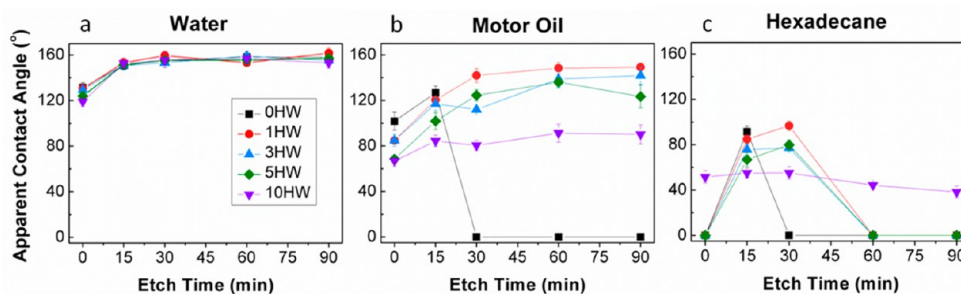 a Water
b Motor Oil
c Hexadecane
Apparent Contact Angle (°)
160
120
80
40
0
0HW
1HW
3HW
5HW
10HW
0 15 30 45 60 75 90
Etch Time (min)
160
120
80
40
0
0 15 30 45 60 75 90
Etch Time (min)
160
120
80
40
0
0 15 30 45 60 75 90
Etch Time (min)